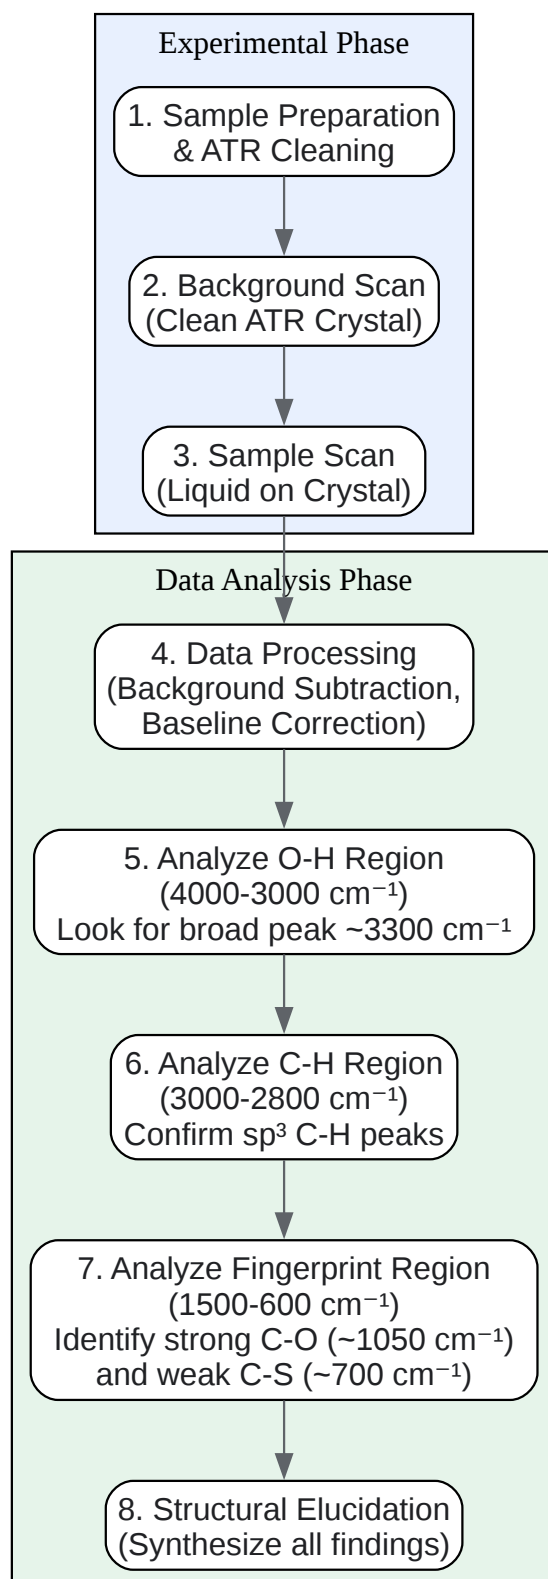 Experimental Phase
1. Sample Preparation
& ATR Cleaning
2. Background Scan
(Clean ATR Crystal)
3. Sample Scan
(Liquid on Crystal)
Data Analysis Phase
4. Data Processing
(Background Subtraction,
Baseline Correction)
5. Analyze O-H Region
(4000-3000 cm⁻¹)
Look for broad peak ~3300 cm⁻¹
6. Analyze C-H Region
(3000-2800 cm⁻¹)
Confirm sp³ C-H peaks
7. Analyze Fingerprint Region
(1500-600 cm⁻¹)
Identify strong C-O (~1050 cm⁻¹)
and weak C-S (~700 cm⁻¹)
8. Structural Elucidation
(Synthesize all findings)